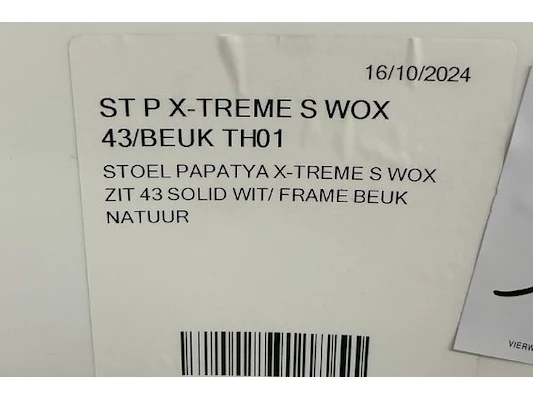 16/10/2024
ST P X-TREME S WOX
43/BEUK TH01
STOEL PAPATYA X-TREME S WOX
ZIT 43 SOLID WIT/ FRAME BEUK
NATUUR